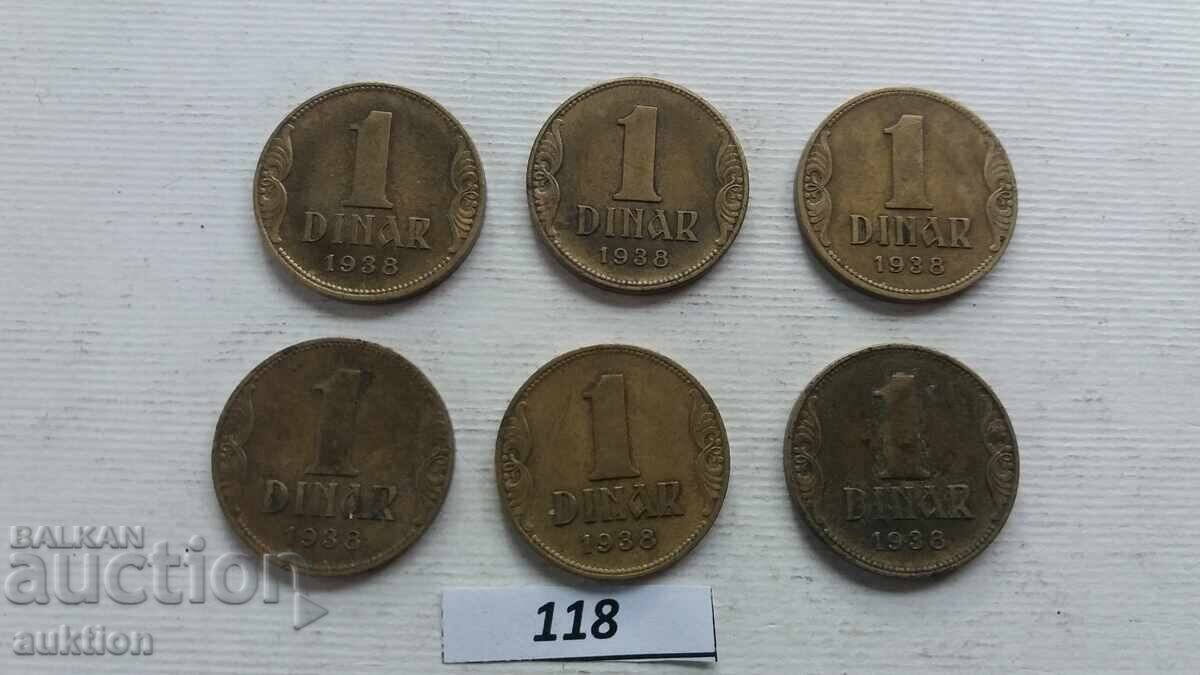 1
DINAR
1938
1
DINAR
1938
1
DINAR
1938
1
DINAR
1938
1
DINAR
1938
1
DINAR
1938
BALKAN
auction
auktion
118